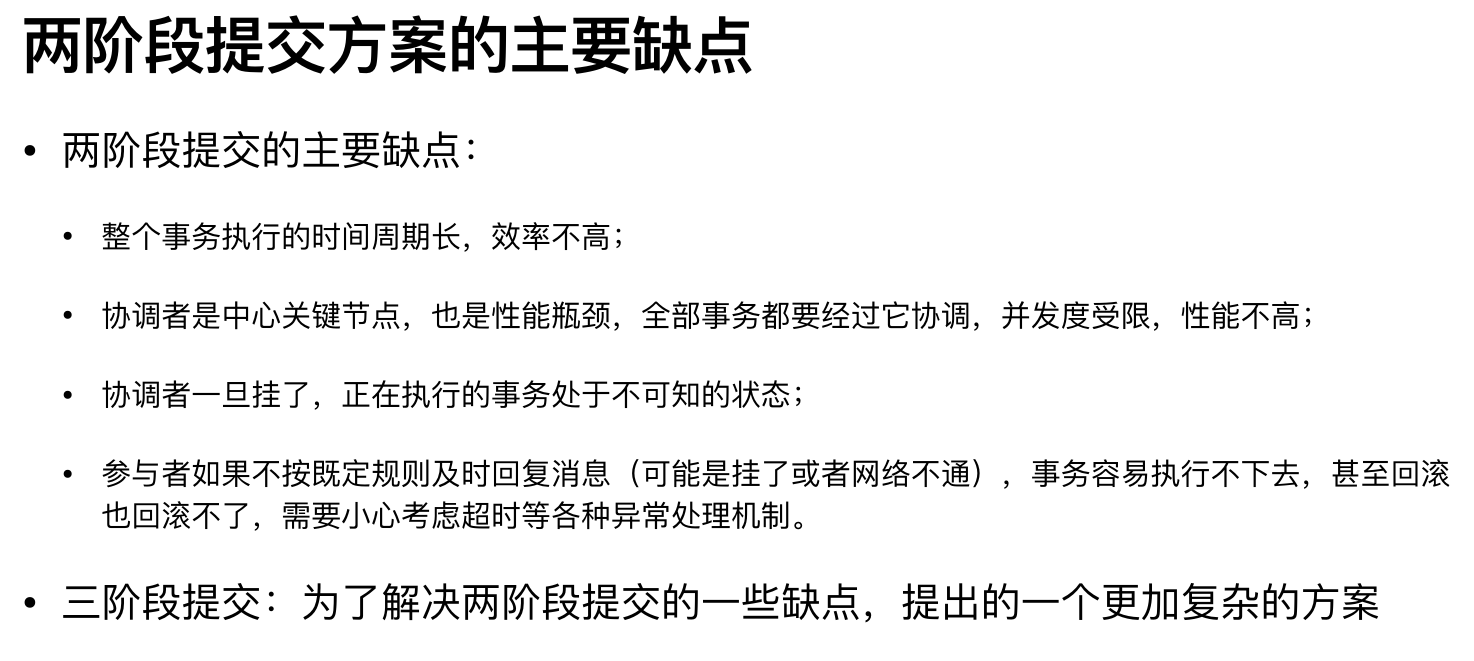 两阶段提交方案的主要缺点
• 两阶段提交的主要缺点：
• 整个事务执行的时间周期长，效率不高；
• 协调者是中心关键节点，也是性能瓶颈，全部事务都要经过它协调，并发度受限，性能不高；
• 协调者一旦挂了，正在执行的事务处于不可知的状态；
• 参与者如果不按既定规则及时回复消息（可能是挂了或者网络不通），事务容易执行不下去，甚至回滚
也回滚不了，需要小心考虑超时等各种异常处理机制。
• 三阶段提交：为了解决两阶段提交的一些缺点，提出的一个更加复杂的方案